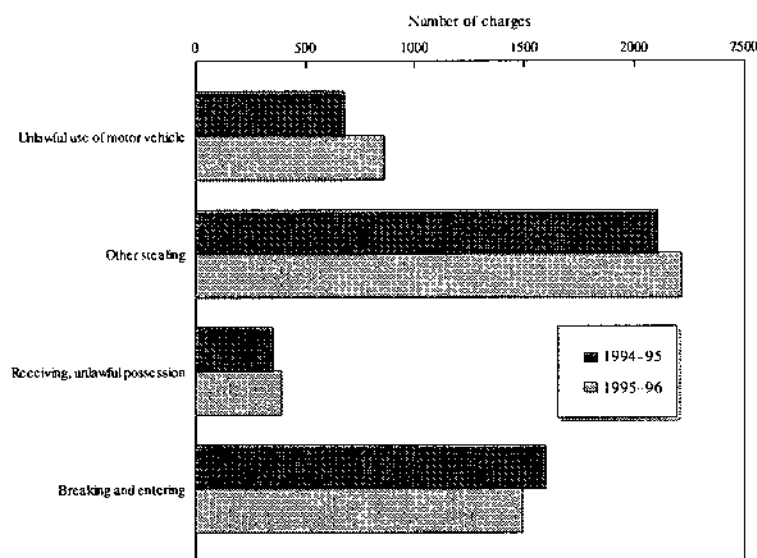 Number of charges
0 500 1000 1500 2000 2500
Unlawful use of motor vehicle
Other stealing
Receiving, unlawful possession
1994-95
1995-96
Breaking and entering